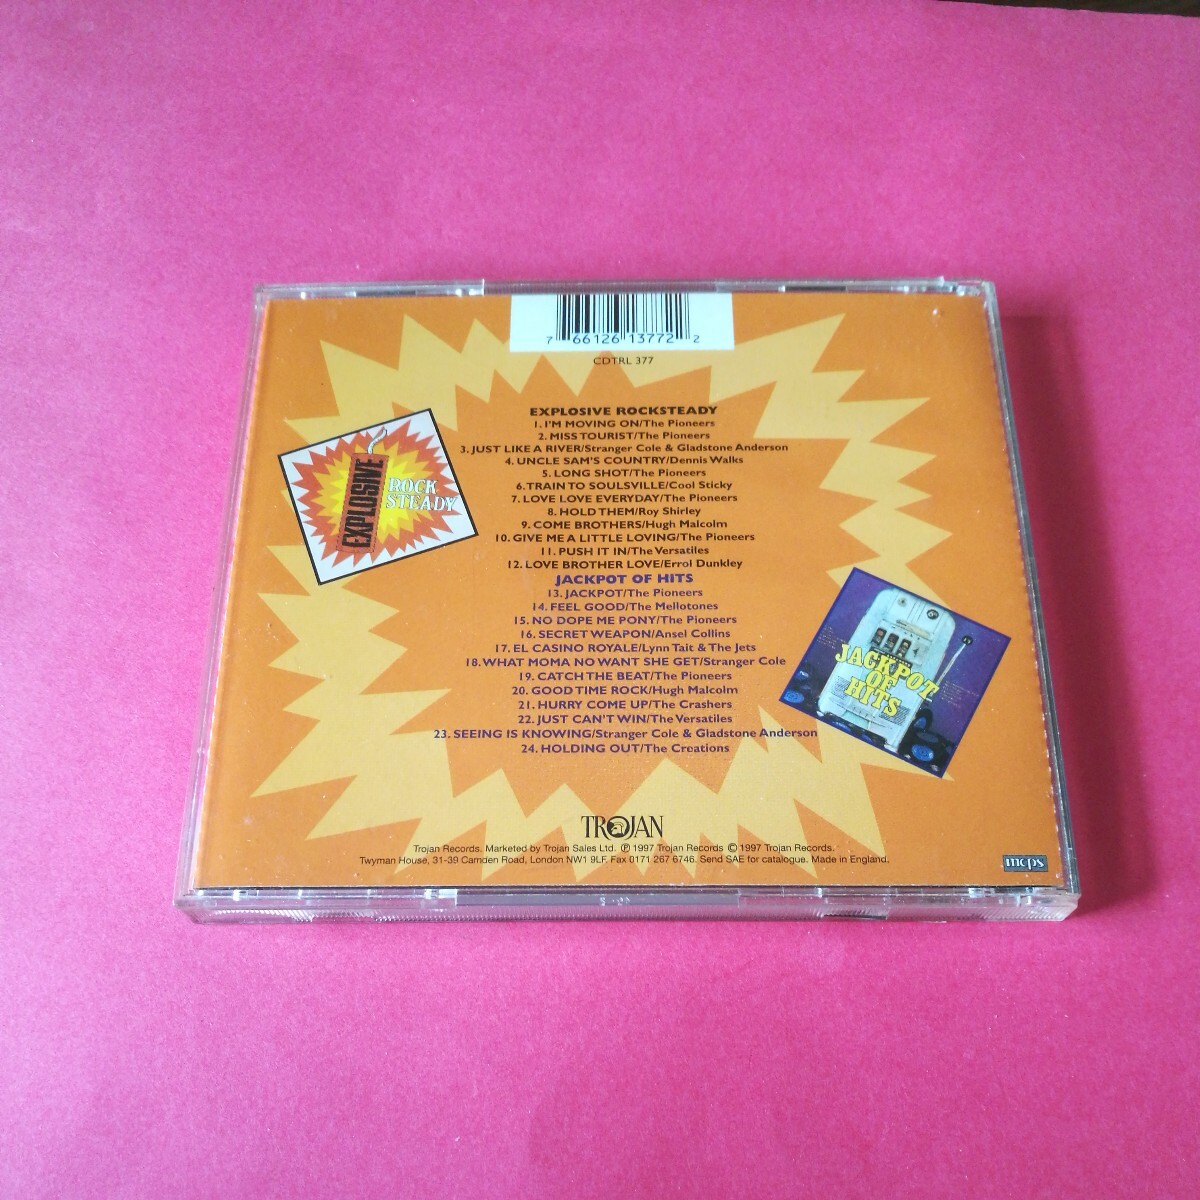 7 66126 13772 2
CDTRL 377
EXPLOSIVE ROCKSTEADY
1. I'M MOVING ON/The Pioneers
2. MISS TOURIST/The Pioneers
3. JUST LIKE A RIVER/Stranger Cole & Gladstone Anderson
4. UNCLE SAM'S COUNTRY/Dennis Walks
5. LONG SHOT/The Pioneers
6. TRAIN TO SOULSVILLE/Cool Sticky
7. LOVE LOVE EVERYDAY/The Pioneers
8. HOLD THEM/Roy Shirley
9. COME BROTHERS/Hugh Malcolm
10. GIVE ME A LITTLE LOVING/The Pioneers
11. PUSH IT IN/The Versatiles
12. LOVE BROTHER LOVE/Errol Dunkley
JACKPOT OF HITS
13. JACKPOT/The Pioneers
14. FEEL GOOD/The Mellotones
15. NO DOPE ME PONY/The Pioneers
16. SECRET WEAPON/Ansel Collins
17. EL CASINO ROYALE/Lynn Tait & The Jets
18. WHAT MOMA NO WANT SHE GET/Stranger Cole
19. CATCH THE BEAT/The Pioneers
20. GOOD TIME ROCK/Hugh Malcolm
21. HURRY COME UP/The Crashers
22. JUST CAN'T WIN/The Versatiles
23. SEEING IS KNOWING/Stranger Cole & Gladstone Anderson
24. HOLDING OUT/The Creations
EXPLOSIVE
ROCK
STEADY
JACKPOT
OF
HITS
TROJAN
Trojan Records. Marketed by Trojan Sales Ltd. ℗ 1997 Trojan Records © 1997 Trojan Records.
Twyman House, 31-39 Camden Road, London NW1 9LF. Fax 0171 267 6746. Send SAE for catalogue. Made in England.
mcps